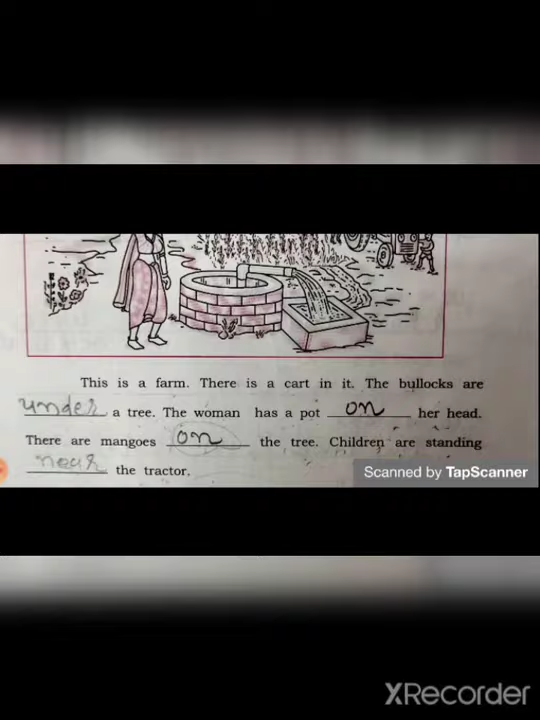 This is a farm. There is a cart in it. The bullocks are
under a tree. The woman has a pot on her head.
There are mangoes on the tree. Children are standing
near the tractor.
Scanned by TapScanner
XRecorder